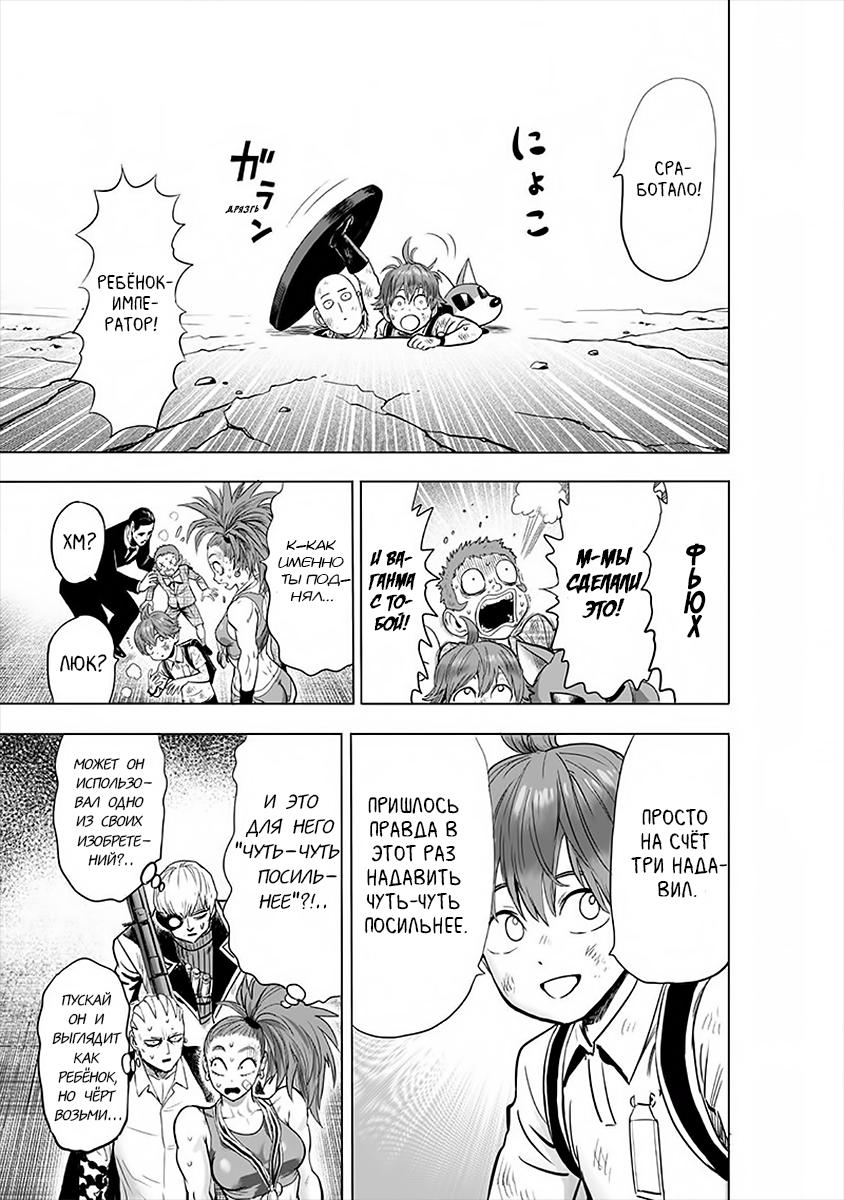 СРА-
БОТАЛО!
にょこ
ガラン
ДРЯЗГЬ
РЕБЁНОК-
ИМПЕ-
РАТОР!
ФЬЮХ
М-МЫ
СДЕЛАЛИ
ЭТО!
И ВА-
ГАНМА
С ТО-
БОЙ!
К-КАК
ИМЕННО
ТЫ ПОД-
НЯЛ...
ХМ?
ЛЮК?
ПРОСТО
НА СЧЁТ
ТРИ НАДА-
ВИЛ.
ПРИШЛОСЬ
ПРАВДА В
ЭТОТ РАЗ
НАДАВИТЬ
ЧУТЬ-ЧУТЬ
ПОСИЛЬНЕЕ.
И ЭТО
ДЛЯ НЕГО
"ЧУТЬ-ЧУТЬ
ПОСИЛЬ-
НЕЕ"?!..
МОЖЕТ ОН
ИСПОЛЬЗО-
ВАЛ ОДНО
ИЗ СВОИХ
ИЗОБРЕТЕ-
НИЙ?..
ПУСКАЙ
ОН И
ВЫГЛЯДИТ
КАК
РЕБЁНОК,
НО ЧЁРТ
ВОЗЬМИ...